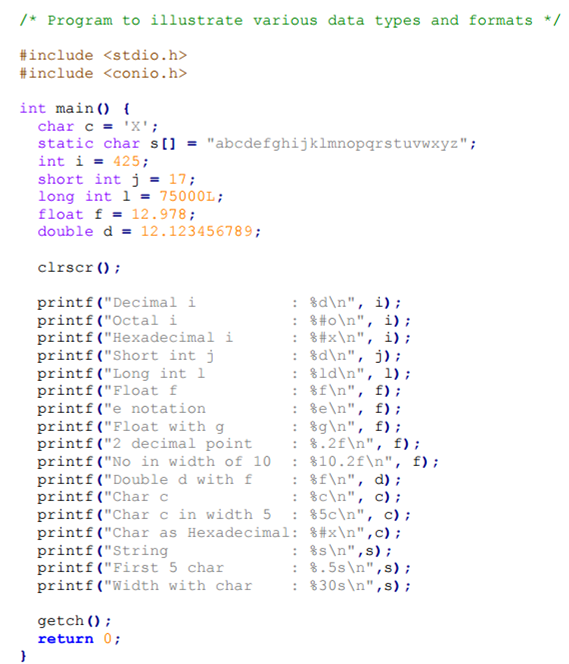 /* Program to illustrate various data types and formats */
#include <stdio.h>
#include <conio.h>
int main() {
  char c = 'X';
  static char s[] = "abcdefghijklmnopqrstuvwxyz";
  int i = 425;
  short int j = 17;
  long int l = 75000L;
  float f = 12.978;
  double d = 12.123456789;
  clrscr();
  printf("Decimal i           : %d\n", i);
  printf("Octal i             : %#o\n", i);
  printf("Hexadecimal i       : %#x\n", i);
  printf("Short int j         : %d\n", j);
  printf("Long int l          : %ld\n", l);
  printf("Float f             : %f\n", f);
  printf("e notation          : %e\n", f);
  printf("Float with g        : %g\n", f);
  printf("2 decimal point     : %.2f\n", f);
  printf("No in width of 10   : %10.2f\n", f);
  printf("Double d with f     : %f\n", d);
  printf("Char c              : %c\n", c);
  printf("Char c in width 5   : %5c\n", c);
  printf("Char as Hexadecimal: %#x\n",c);
  printf("String              : %s\n",s);
  printf("First 5 char        : %.5s\n",s);
  printf("Width with char     : %30s\n",s);
  getch();
  return 0;
}